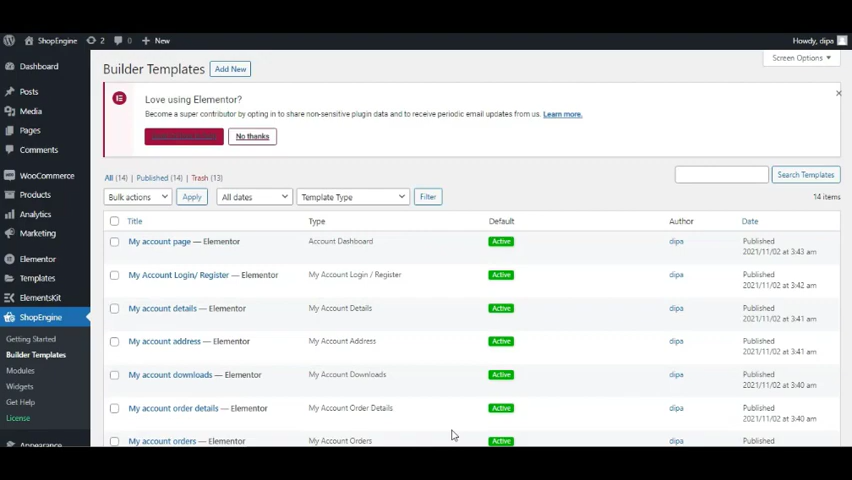 ShopEngine 2 0 New Howdy, dipa
Screen Options
Dashboard
Posts
Media
Pages
Comments
WooCommerce
Products
Analytics
Marketing
Elementor
Templates
ElementsKit
ShopEngine
Getting Started
Builder Templates
Modules
Widgets
Get Help
License
Appearance
Builder Templates Add New
Love using Elementor?
Become a super contributor by opting in to share non-sensitive plugin data and to receive periodic email updates from us. Learn more.
No thanks
All (14) | Published (14) | Trash (13)
Search Templates
Bulk actions Apply All dates Template Type Filter 14 items
Title Type Default Author Date
My account page — Elementor Account Dashboard Active dipa Published
2021/11/02 at 3:43 am
My Account Login/ Register — Elementor My Account Login / Register Active dipa Published
2021/11/02 at 3:42 am
My account details — Elementor My Account Details Active dipa Published
2021/11/02 at 3:41 am
My account address — Elementor My Account Address Active dipa Published
2021/11/02 at 3:41 am
My account downloads — Elementor My Account Downloads Active dipa Published
2021/11/02 at 3:40 am
My account order details — Elementor My Account Order Details Active dipa Published
2021/11/02 at 3:40 am
My account orders — Elementor My Account Orders Active dipa Published